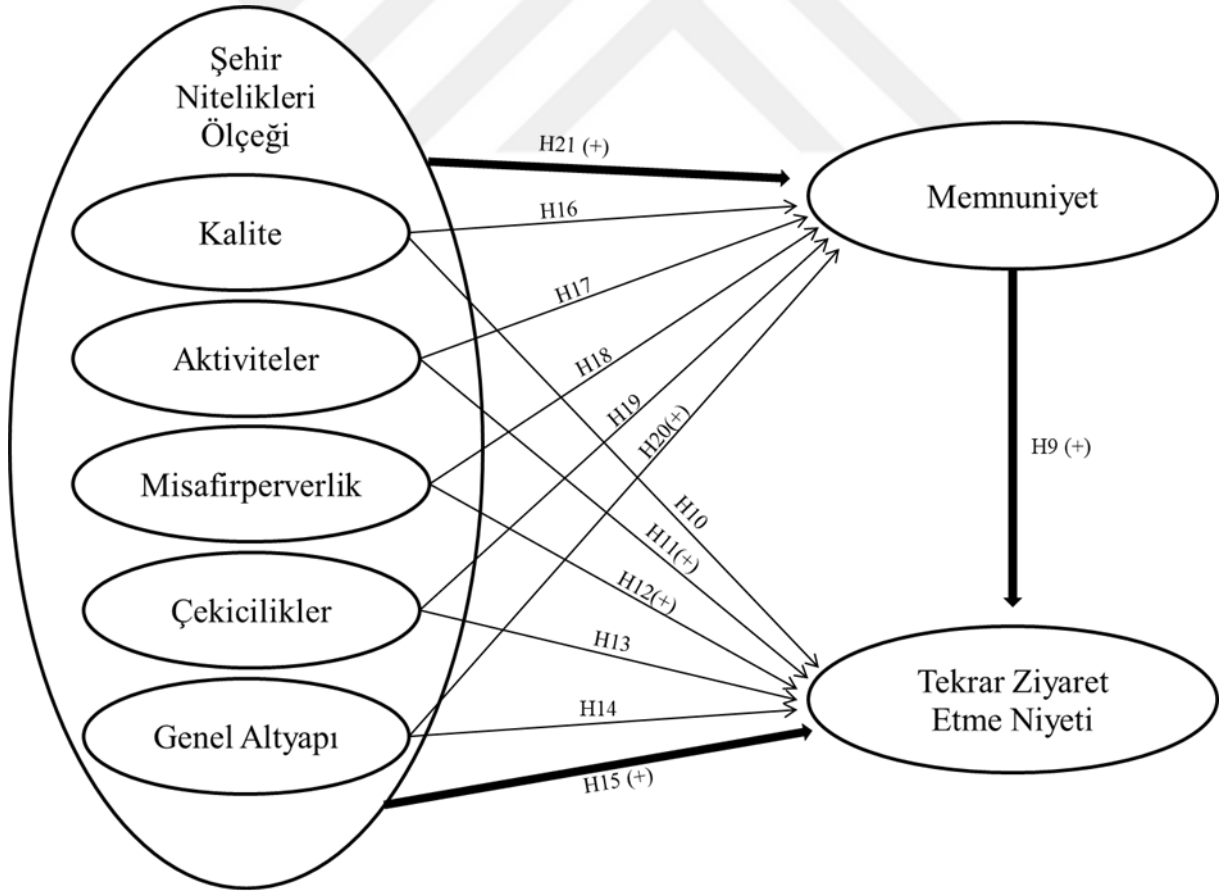 Şehir
Nitelikleri
Ölçeği
Kalite
Aktiviteler
Misafirperverlik
Çekicilikler
Genel Altyapı
H21 (+)
H16
H17
H18
H19
H20(+)
H10
H11(+)
H12(+)
H13
H14
H15 (+)
Memnuniyet
H9 (+)
Tekrar Ziyaret
Etme Niyeti